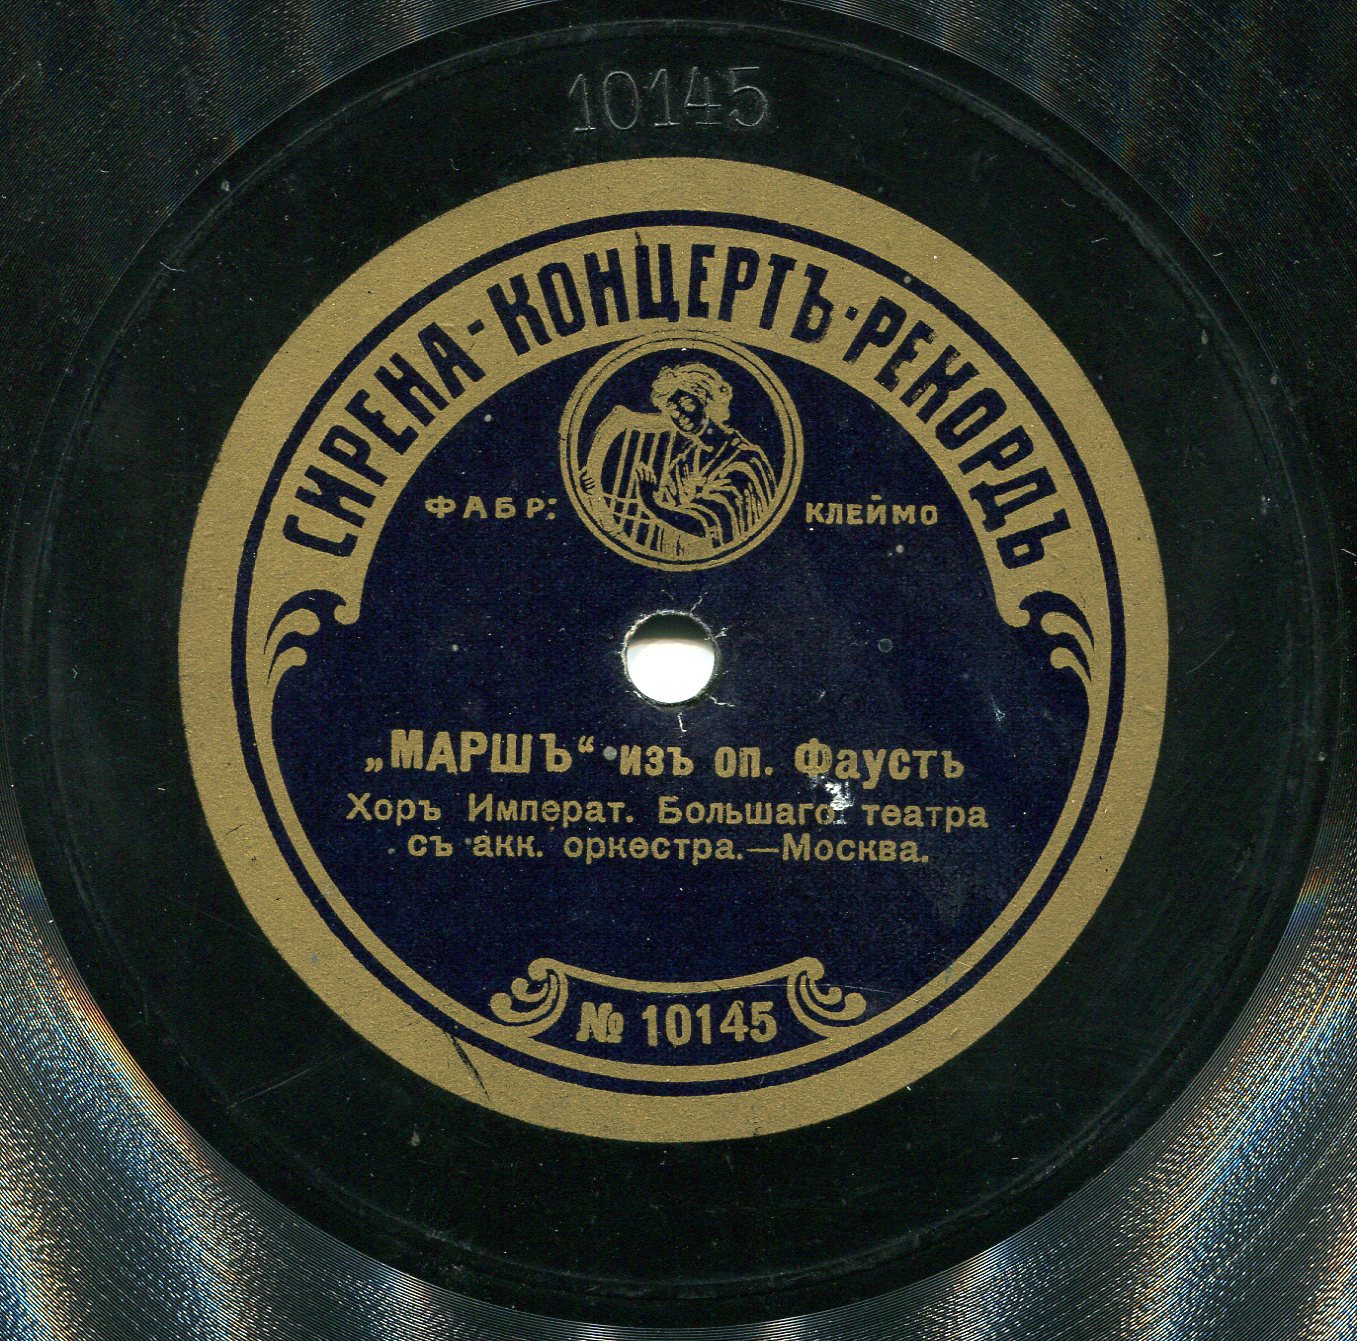 10145
СИРЕНА-КОНЦЕРТЪ-РЕКОРДЪ
ФАБР: КЛЕЙМО
„МАРШЪ“ изъ оп. Фаустъ
Хоръ Императ. Большаго театра
съ акк. оркестра.—Москва.
№ 10145